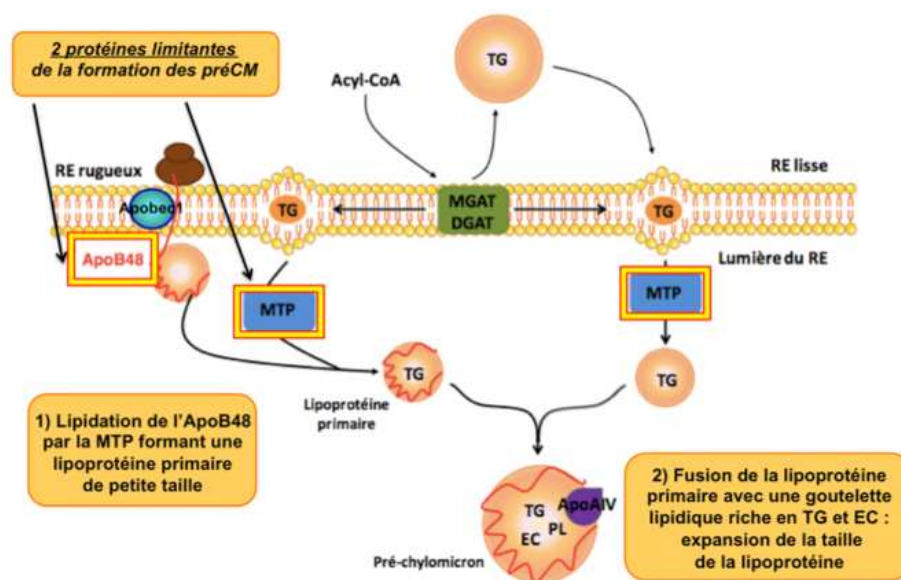 2 protéines limitantes
de la formation des préCM
TG
Acyl-CoA
RE rugueux
RE lisse
Apobec1
TG
MGAT
DGAT
TG
ApoB48
Lumière du RE
MTP
MTP
TG
TG
Lipoprotéine
primaire
1) Lipidation de l'ApoB48
par la MTP formant une
lipoprotéine primaire
de petite taille
TG
EC
PL
ApoAIV
Pré-chylomicron
2) Fusion de la lipoprotéine
primaire avec une goutelette
lipidique riche en TG et EC :
expansion de la taille
de la lipoprotéine